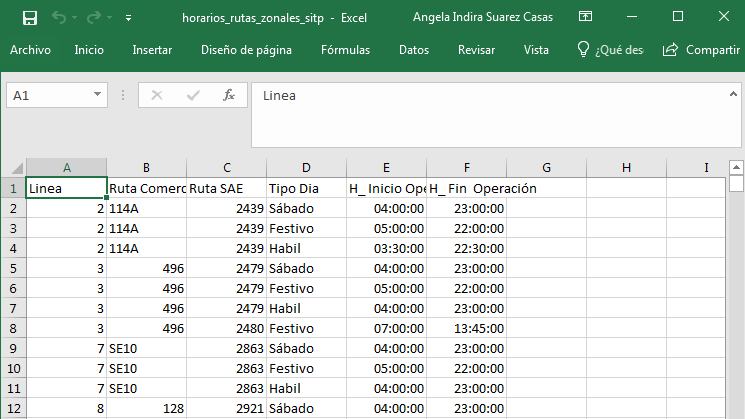 horarios_rutas_zonales_sitp - Excel
Angela Indira Suarez Casas
Archivo Inicio Insertar Diseño de página Fórmulas Datos Revisar Vista ¿Qué des Compartir
A1 fx Linea
A B C D E F G H I
1 Linea Ruta Comerc Ruta SAE Tipo Dia H_ Inicio Ope H_ Fin Operación
2 2 114A 2439 Sábado 04:00:00 23:00:00
3 2 114A 2439 Festivo 05:00:00 22:00:00
4 2 114A 2439 Habil 03:30:00 22:30:00
5 3 496 2479 Sábado 04:00:00 23:00:00
6 3 496 2479 Festivo 05:00:00 22:00:00
7 3 496 2479 Habil 04:00:00 23:00:00
8 3 496 2480 Festivo 07:00:00 13:45:00
9 7 SE10 2863 Sábado 04:00:00 23:00:00
10 7 SE10 2863 Festivo 05:00:00 22:00:00
11 7 SE10 2863 Habil 04:00:00 23:00:00
12 8 128 2921 Sábado 04:00:00 23:00:00